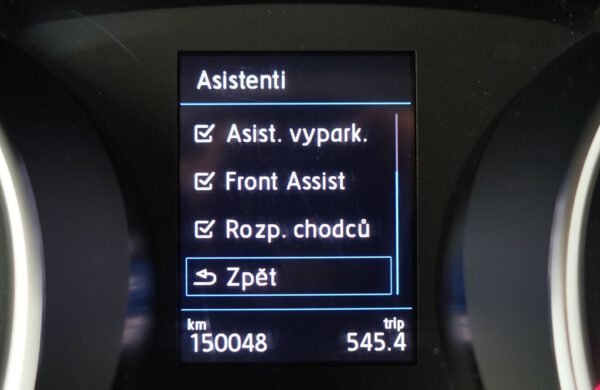 Asistenti
Asist. vypark.
Front Assist
Rozp. chodců
Zpět
km trip
150048 545.4